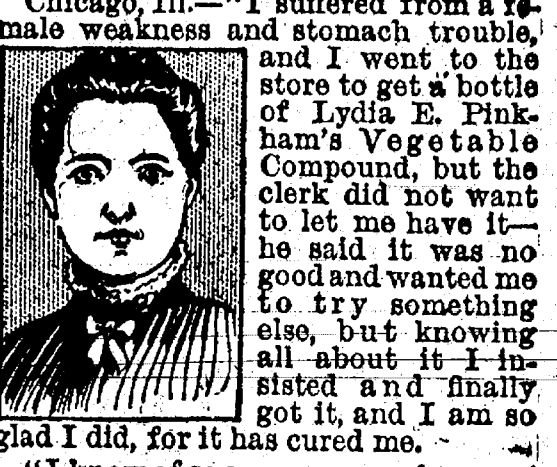 Chicago, Ill.—"I suffered from a fe-
male weakness and stomach trouble,
and I went to the
store to get a bottle
of Lydia E. Pink-
ham's Vegetable
Compound, but the
clerk did not want
to let me have it—
he said it was no
good and wanted me
to try something
else, but knowing
all about it I in-
sisted and finally
got it, and I am so
glad I did, for it has cured me.
"I know of so